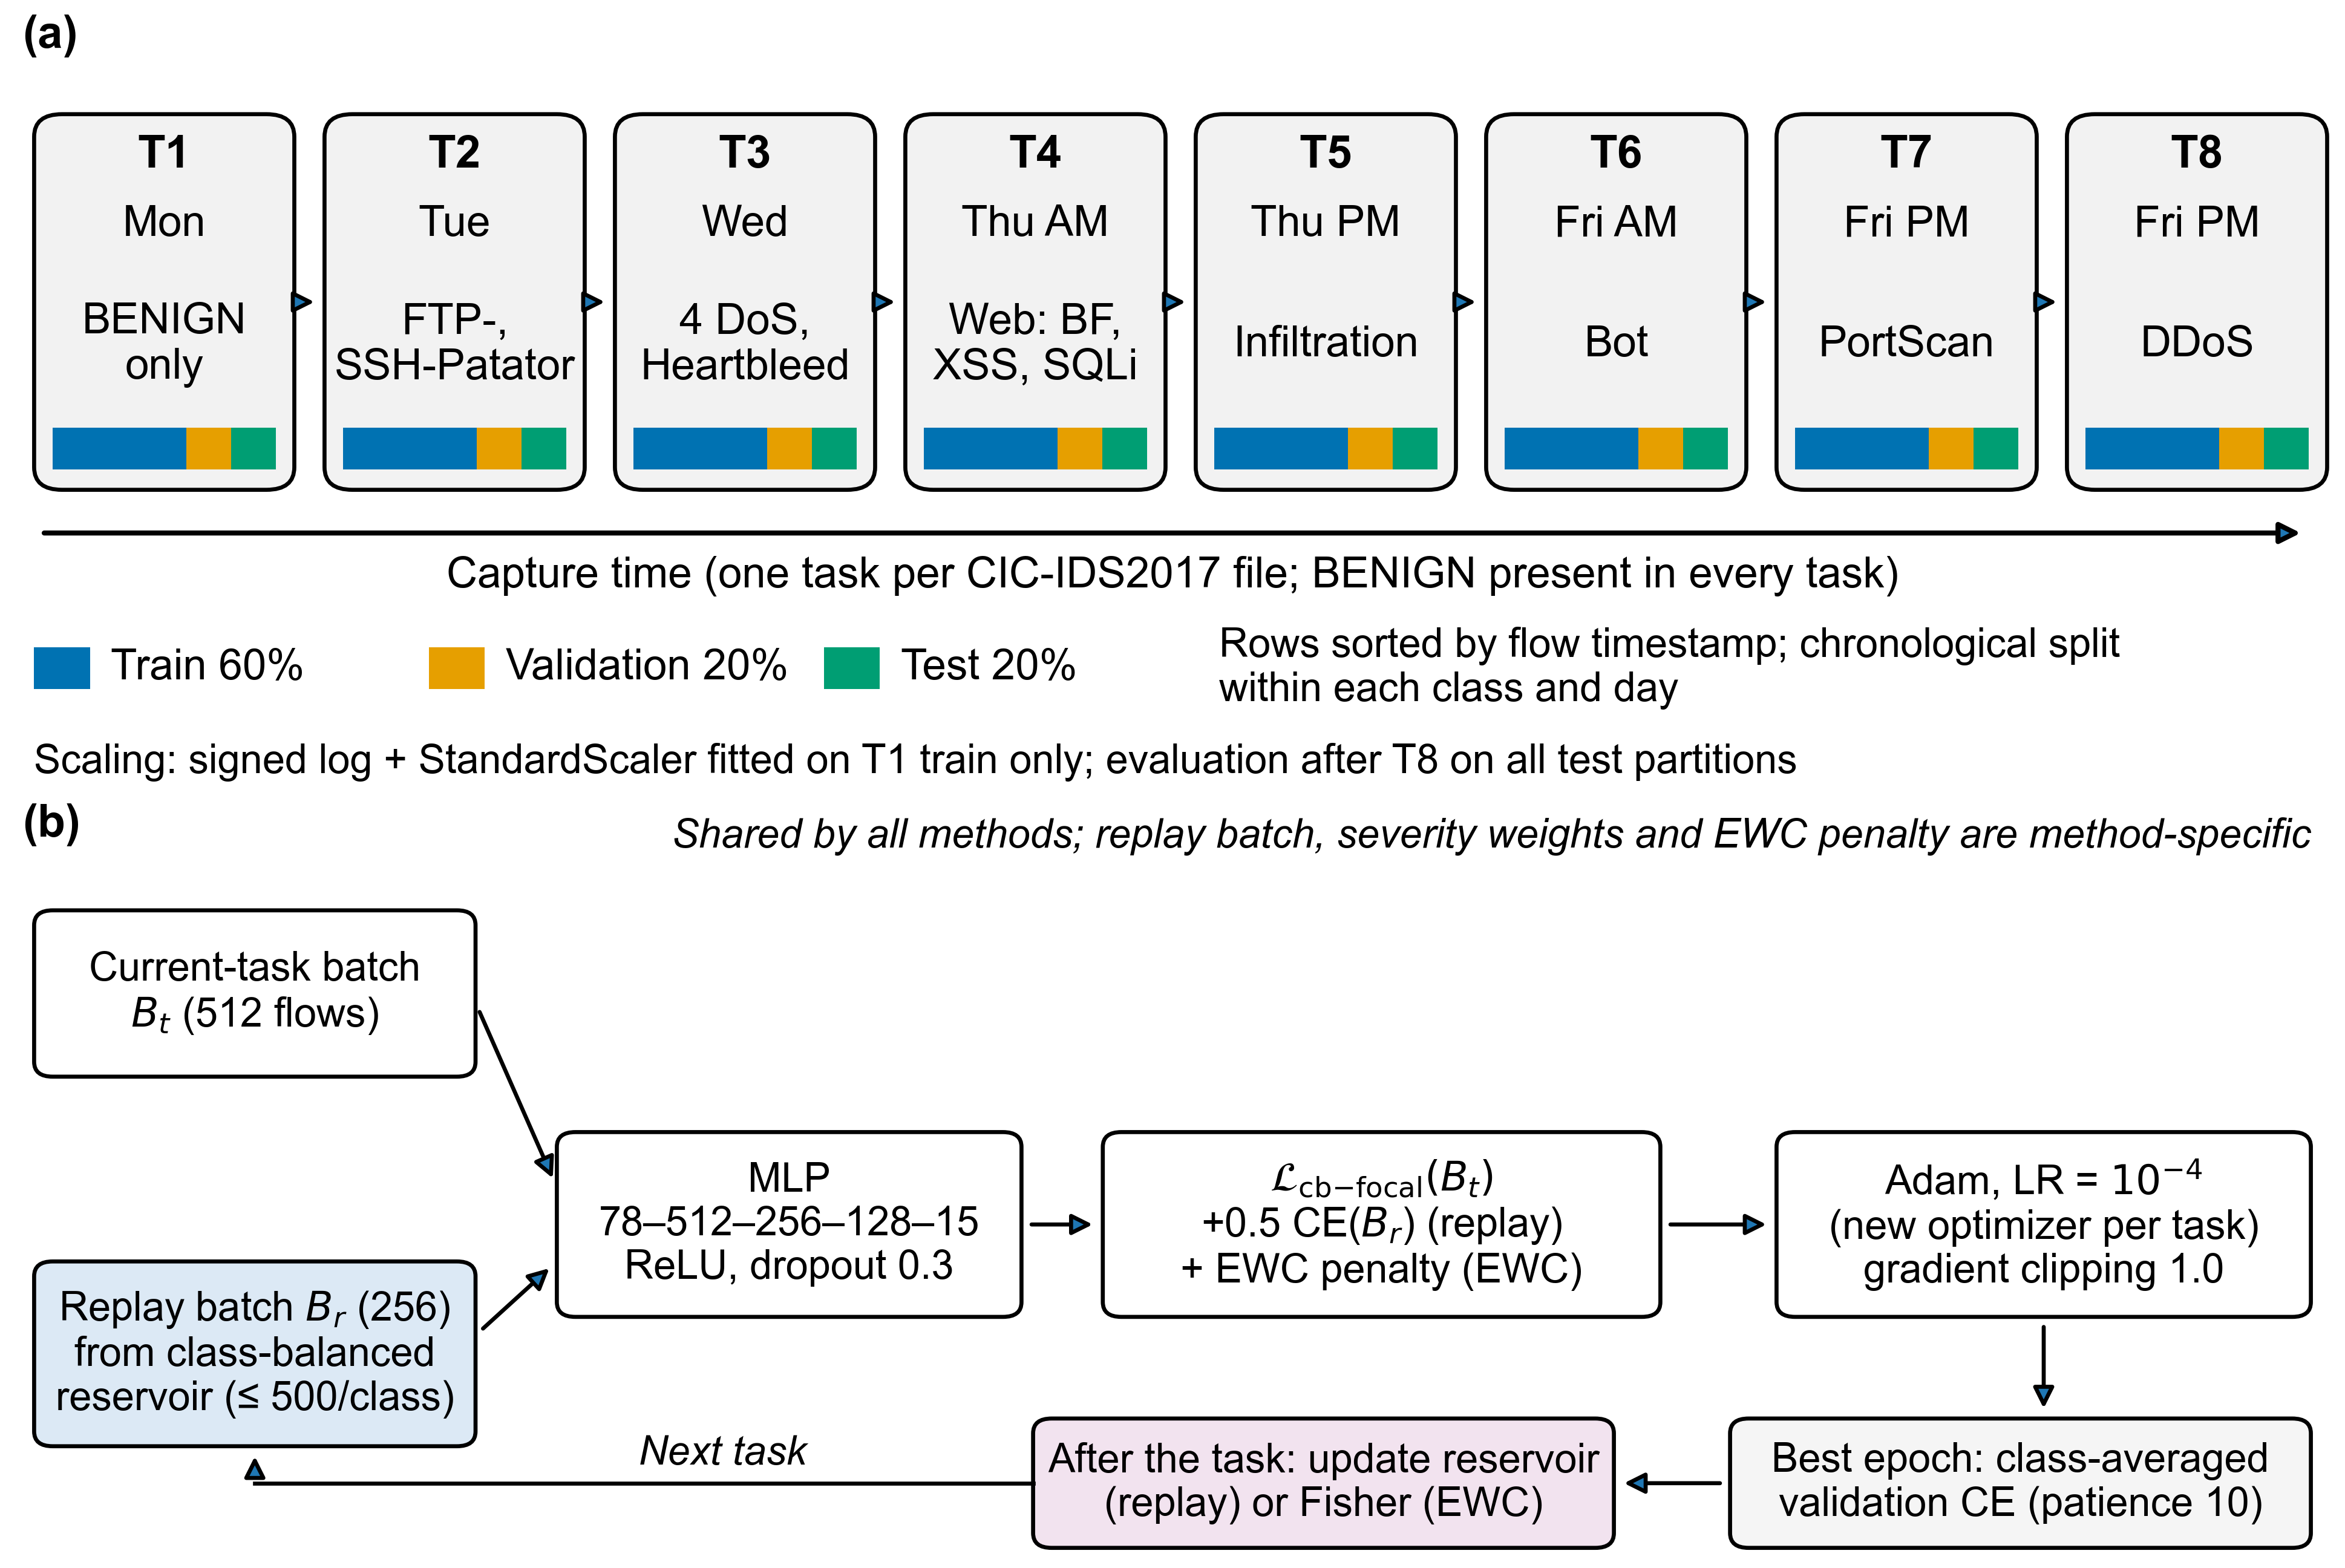 (a)
T1
Mon
BENIGN
only
T2
Tue
FTP-,
SSH-Patator
T3
Wed
4 DoS,
Heartbleed
T4
Thu AM
Web: BF,
XSS, SQLi
T5
Thu PM
Infiltration
T6
Fri AM
Bot
T7
Fri PM
PortScan
T8
Fri PM
DDoS
Capture time (one task per CIC-IDS2017 file; BENIGN present in every task)
Train 60%
Validation 20%
Test 20%
Rows sorted by flow timestamp; chronological split
within each class and day
Scaling: signed log + StandardScaler fitted on T1 train only; evaluation after T8 on all test partitions
(b)
Shared by all methods; replay batch, severity weights and EWC penalty are method-specific
Current-task batch
B_t (512 flows)
Replay batch B_r (256)
from class-balanced
reservoir (≤ 500/class)
MLP
78–512–256–128–15
ReLU, dropout 0.3
ℒ_cb−focal(B_t)
+0.5 CE(B_r) (replay)
+ EWC penalty (EWC)
Adam, LR = 10⁻⁴
(new optimizer per task)
gradient clipping 1.0
Best epoch: class-averaged
validation CE (patience 10)
After the task: update reservoir
(replay) or Fisher (EWC)
Next task